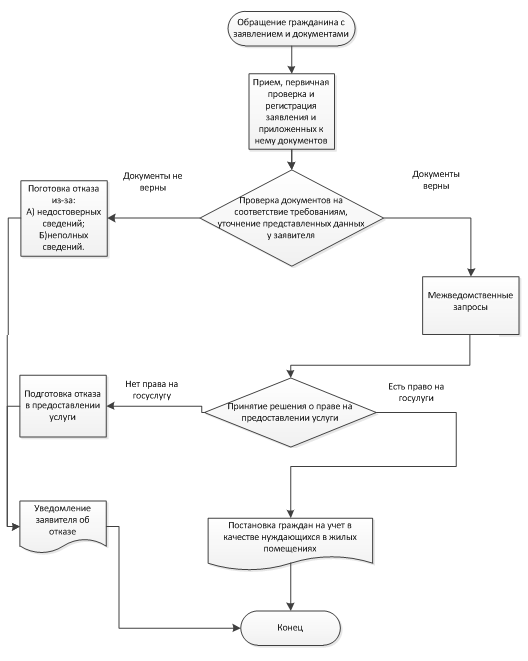 Обращение гражданина с
заявлением и документами
Прием, первичная
проверка и
регистрация
заявления и
приложенных к
нему документов
Документы не
верны
Документы
верны
Поготовка отказа
из-за:
А) недостоверных
сведений;
Б)неполных
сведений.
Проверка документов на
соответствие требованиям,
уточнение представленных данных
у заявителя
Межведомственные
запросы
Нет права на
госуслугу
Есть право на
госулуги
Подготовка отказа
в предоставлении
услуги
Принятие решения о праве на
предоставлении услуги
Уведомление
заявителя об
отказе
Постановка граждан на учет в
качестве нуждающихся в жилых
помещениях
Конец